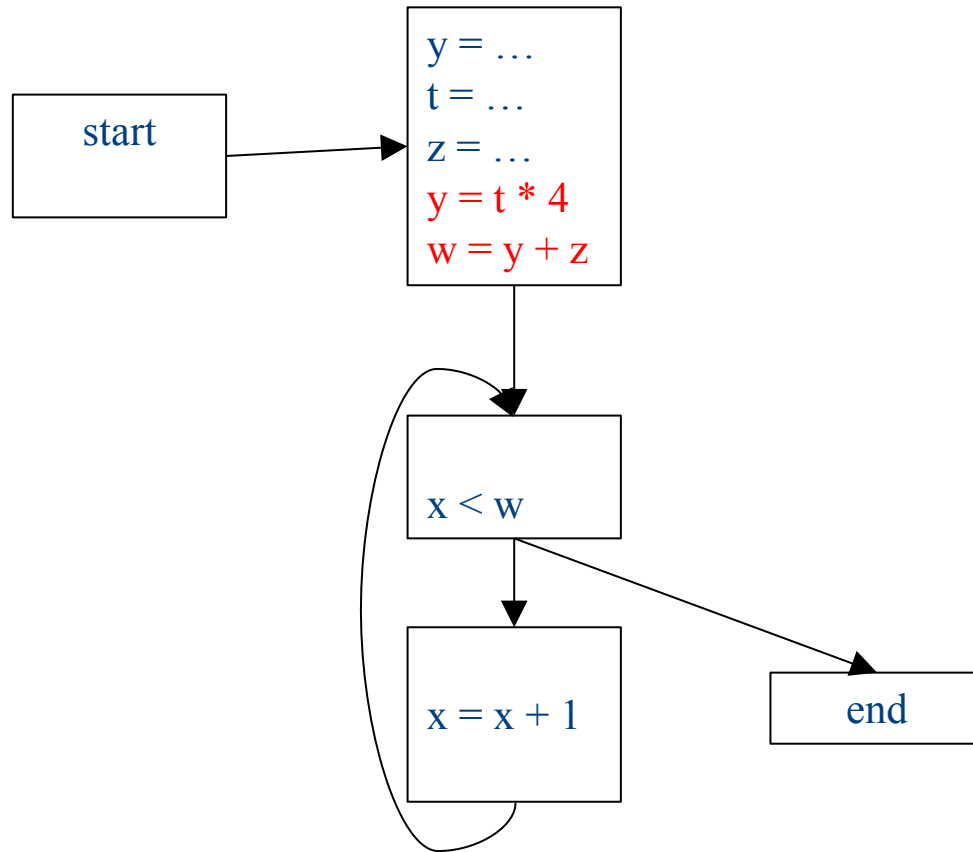 start
y = …
t = …
z = …
y = t * 4
w = y + z
x < w
x = x + 1
end